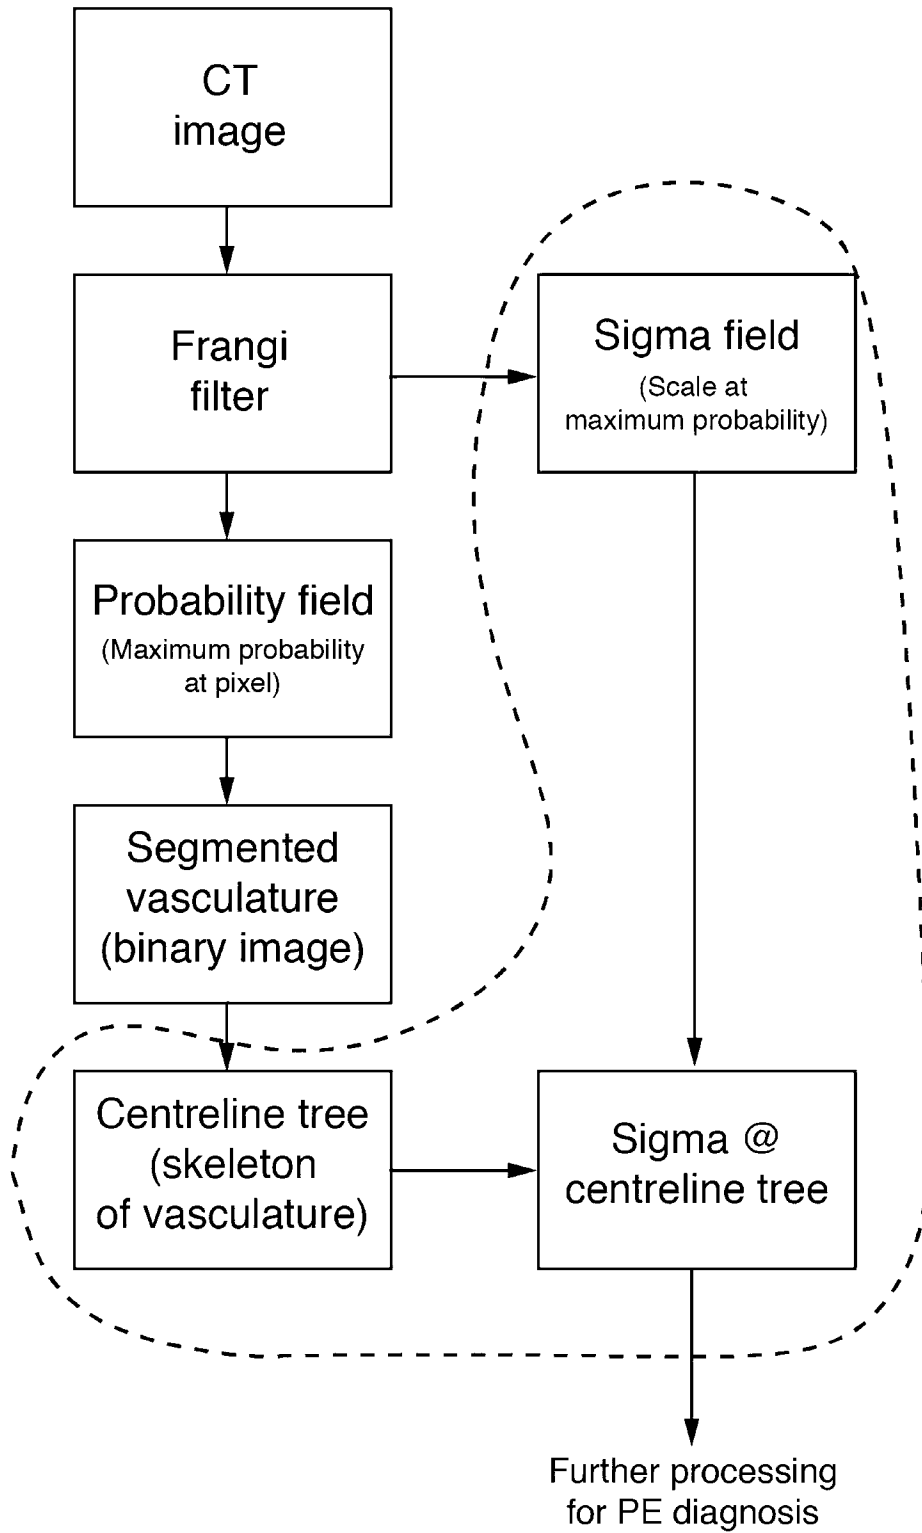 CT
image
Frangi
filter
Sigma field
(Scale at
maximum probability)
Probability field
(Maximum probability
at pixel)
Segmented
vasculature
(binary image)
Centreline tree
(skeleton
of vasculature)
Sigma @
centreline tree
Further processing
for PE diagnosis